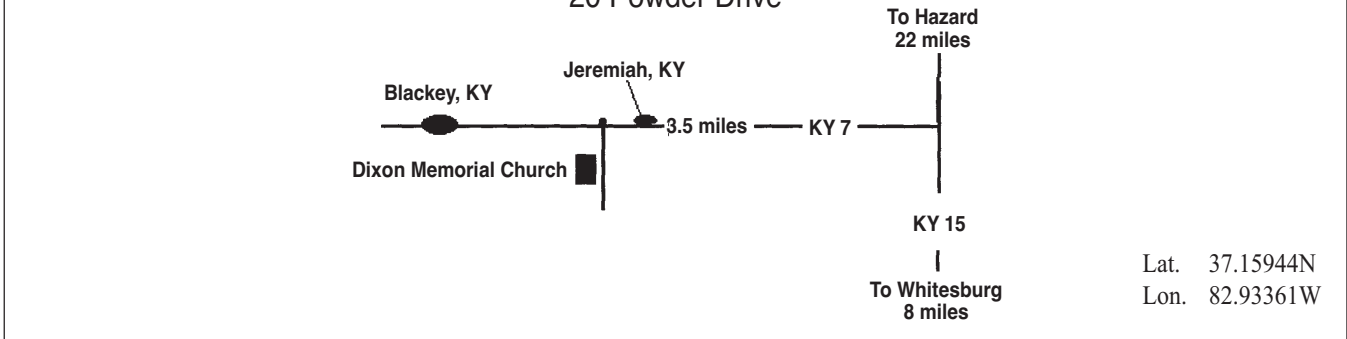 To Hazard
22 miles
Jeremiah, KY
Blackey, KY
3.5 miles
KY 7
Dixon Memorial Church
KY 15
Lat. 37.15944N
Lon. 82.93361W
To Whitesburg
8 miles